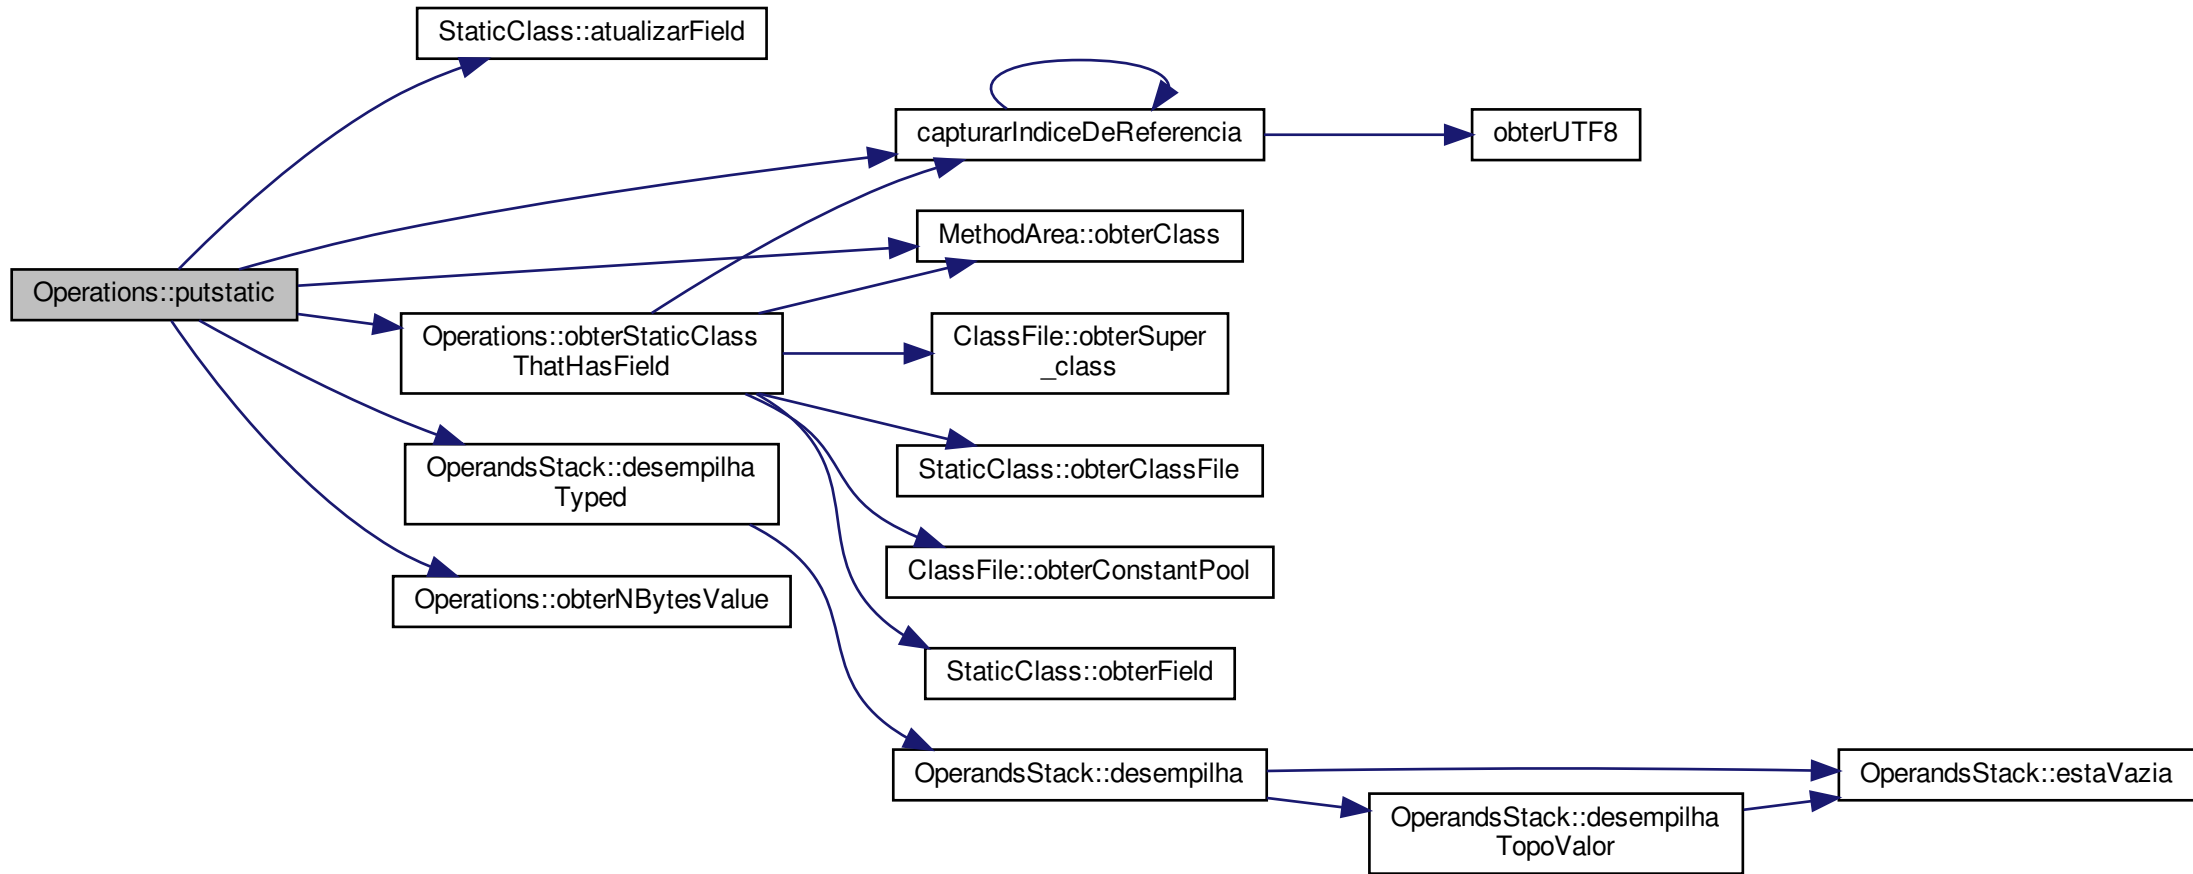 StaticClass::atualizarField
capturarIndiceDeReferencia
obterUTF8
MethodArea::obterClass
Operations::putstatic
Operations::obterStaticClass
ThatHasField
ClassFile::obterSuper
_class
OperandsStack::desempilha
Typed
StaticClass::obterClassFile
ClassFile::obterConstantPool
Operations::obterNBytesValue
StaticClass::obterField
OperandsStack::desempilha
OperandsStack::estaVazia
OperandsStack::desempilha
TopoValor